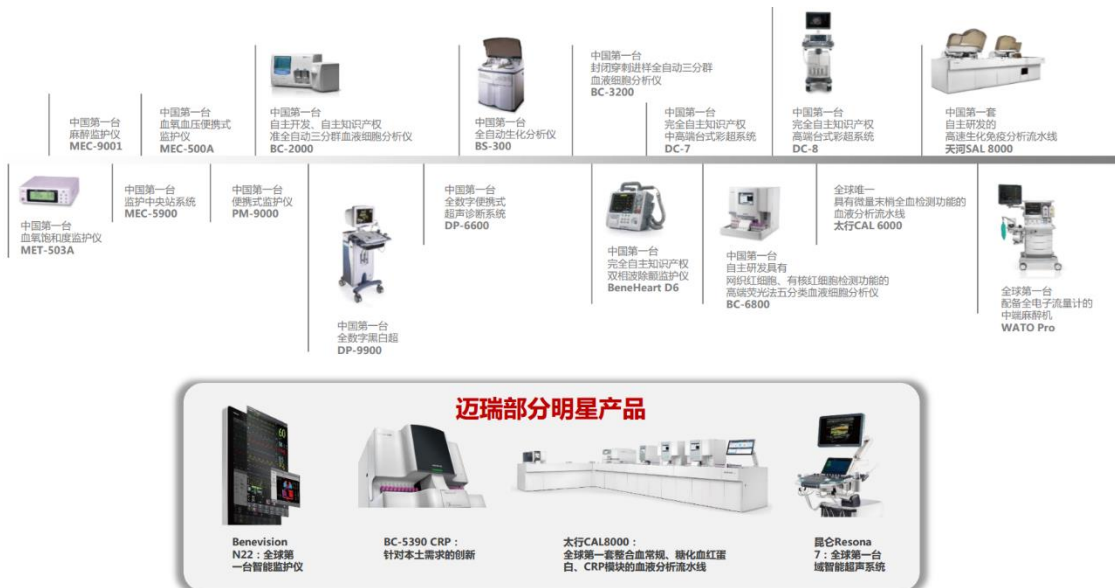 中国第一台
麻醉监护仪
MEC-9001
中国第一台
血氧血压便携式
监护仪
MEC-500A
中国第一台
自主开发、自主知识产权
准全自动三分群血液细胞分析仪
BC-2000
中国第一台
全自动生化分析仪
BS-300
中国第一台
封闭穿刺进样全自动三分群
血液细胞分析仪
BC-3200
中国第一台
完全自主知识产权
中高端台式彩超系统
DC-7
中国第一台
完全自主知识产权
高端台式彩超系统
DC-8
中国第一套
自主研发的
高速生化免疫分析流水线
天河SAL 8000
中国第一台
血氧饱和度监护仪
MET-503A
中国第一台
监护中央站系统
MEC-5900
中国第一台
便携式监护仪
PM-9000
中国第一台
全数字黑白超
DP-9900
中国第一台
全数字便携式
超声诊断系统
DP-6600
中国第一台
完全自主知识产权
双相波除颤监护仪
BeneHeart D6
中国第一台
自主研发具有
网织红细胞、有核红细胞检测功能的
高端荧光法五分类血液细胞分析仪
BC-6800
全球唯一
具有微量末梢全血检测功能的
血液分析流水线
太行CAL 6000
全球第一台
配备全电子流量计的
中端麻醉机
WATO Pro
迈瑞部分明星产品
Benevision
N22：全球第
一台智能监护仪
BC-5390 CRP：
针对本土需求的创新
太行CAL8000：
全球第一套整合血常规、糖化血红蛋
白、CRP模块的血液分析流水线
昆仑Resona
7：全球第一台
域智能超声系统
60